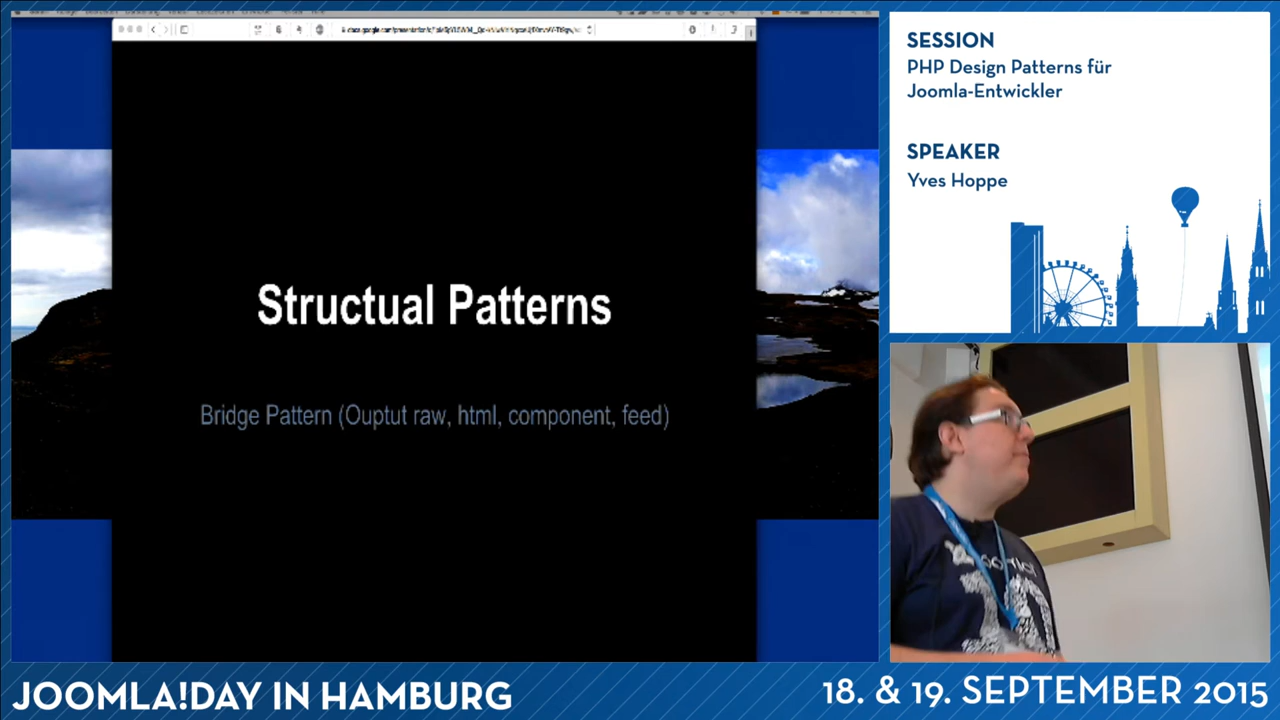 Structual Patterns
Bridge Pattern (Ouptut raw, html, component, feed)
SESSION
PHP Design Patterns für
Joomla-Entwickler
SPEAKER
Yves Hoppe
JOOMLA!DAY IN HAMBURG
18. & 19. SEPTEMBER 2015